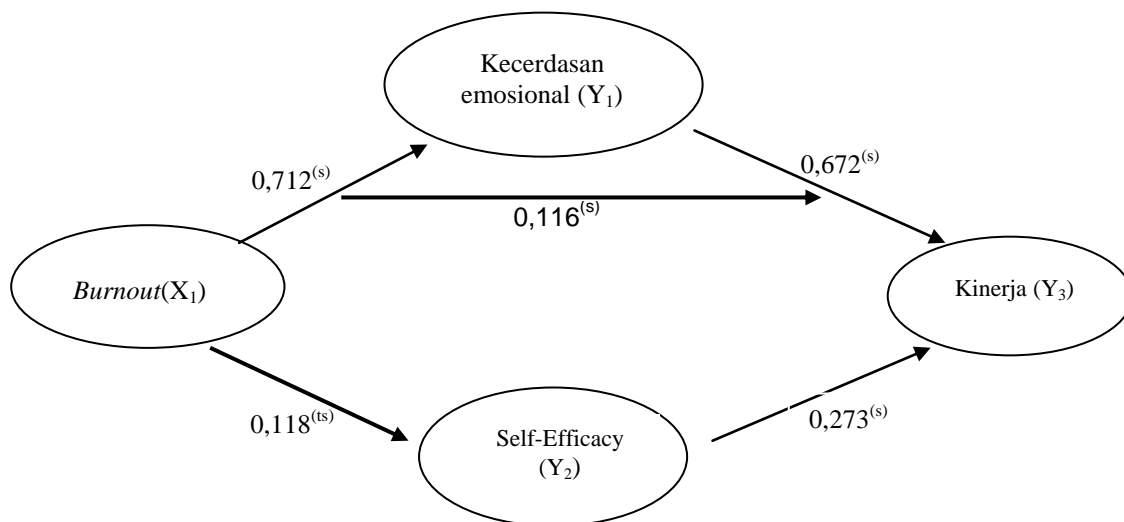 Kecerdasan
emosional (Y₁)
0,712⁽ˢ⁾
0,672⁽ˢ⁾
0,116⁽ˢ⁾
Burnout(X₁)
Kinerja (Y₃)
0,118⁽ᵗˢ⁾
0,273⁽ˢ⁾
Self-Efficacy
(Y₂)